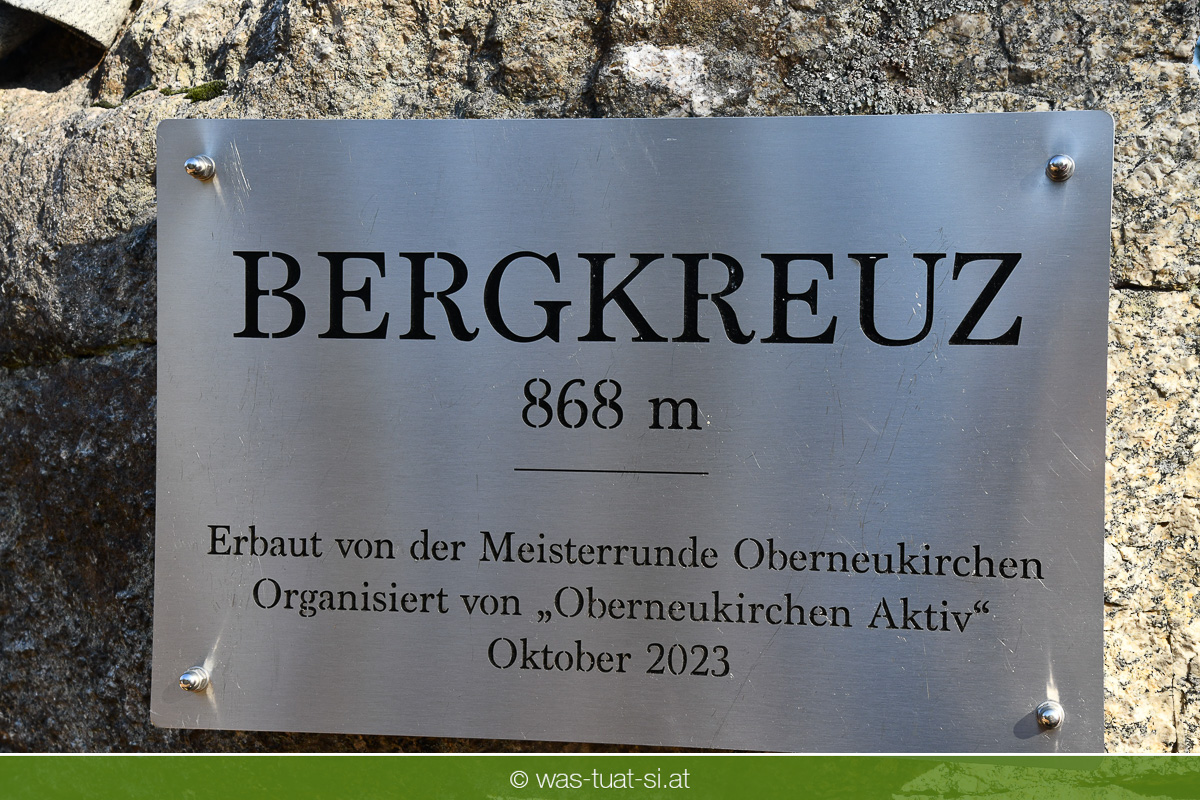 BERGKREUZ
868 m
Erbaut von der Meisterrunde Oberneukirchen
Organisiert von „Oberneukirchen Aktiv“
Oktober 2023
© was-tuat-si.at